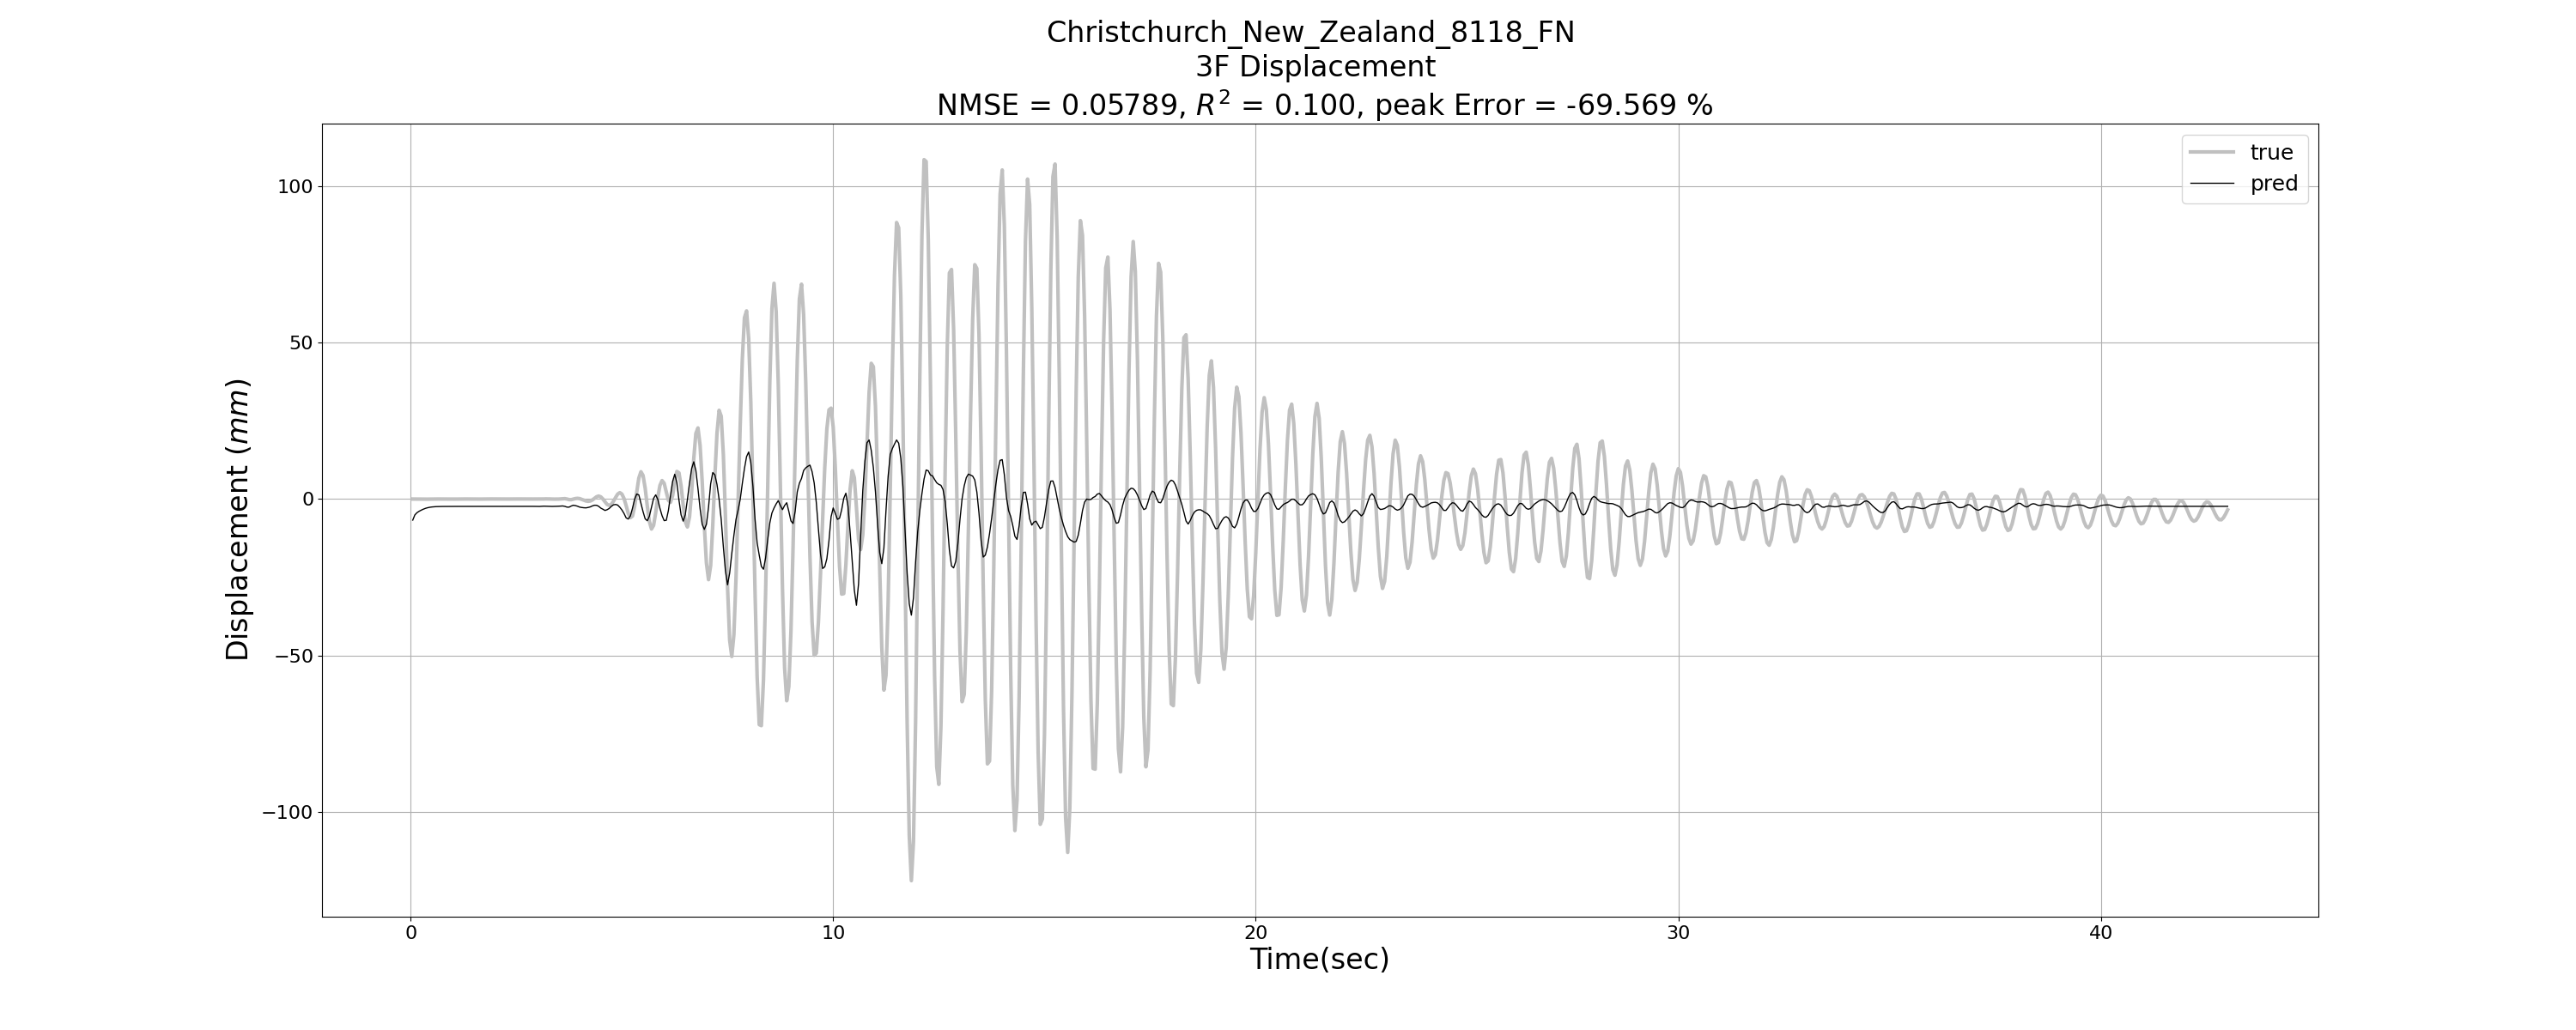 Christchurch_New_Zealand_8118_FN
3F Displacement
NMSE = 0.05789, R² = 0.100, peak Error = -69.569 %
true
pred
100
50
0
−50
−100
Displacement (mm)
0 10 20 30 40
Time(sec)